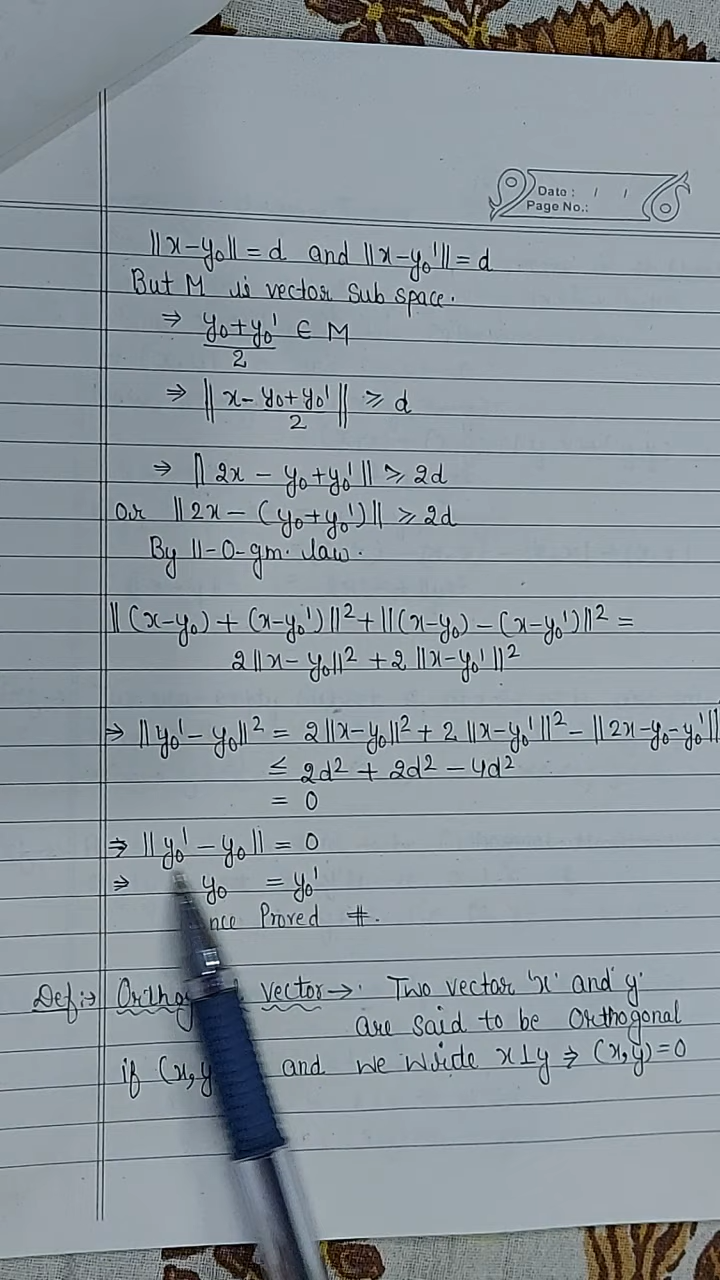 Date : / /
Page No.:
||x-y₀|| = d and ||x-y₀'|| = d
But M is vector Sub space.
⇒ (y₀+y₀')/2 ∈ M
⇒ ||x- (y₀+y₀')/2|| ≥ d
⇒ ||2x - y₀+y₀'|| ≥ 2d
Or ||2x - (y₀+y₀')|| ≥ 2d
By ||-O-gm. law.
||(x-y₀) + (x-y₀')||² + ||(x-y₀) - (x-y₀')||² =
2||x-y₀||² + 2 ||x-y₀'||²
⇒ ||y₀' - y₀||² = 2||x-y₀||² + 2 ||x-y₀'||² - ||2x-y₀-y₀'||
≤ 2d² + 2d² - 4d²
= 0
⇒ ||y₀' - y₀|| = 0
⇒ y₀ = y₀'
nce Proved #.
Def:→ Orthog vector→. Two vector 'x' and y'
are said to be Orthogonal
if (x,y and we write x⊥y ⇒ (x,y)=0